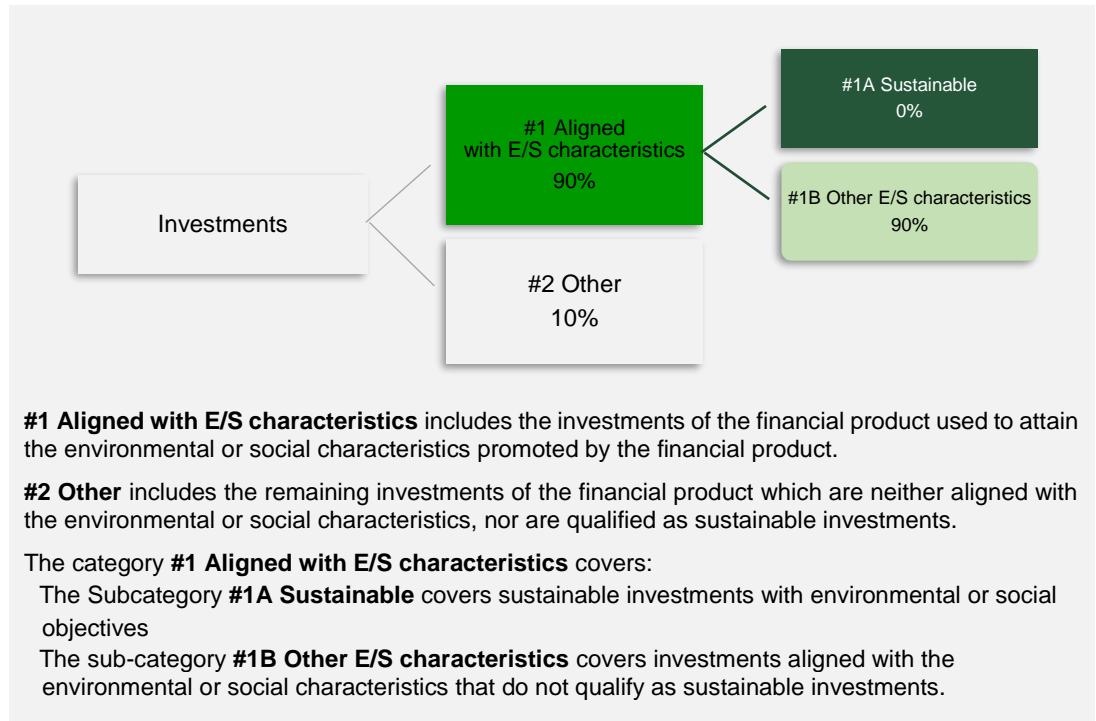 #1A Sustainable
0%
#1 Aligned
with E/S characteristics
90%
#1B Other E/S characteristics
90%
Investments
#2 Other
10%
#1 Aligned with E/S characteristics includes the investments of the financial product used to attain
the environmental or social characteristics promoted by the financial product.
#2 Other includes the remaining investments of the financial product which are neither aligned with
the environmental or social characteristics, nor are qualified as sustainable investments.
The category #1 Aligned with E/S characteristics covers:
The Subcategory #1A Sustainable covers sustainable investments with environmental or social
objectives
The sub-category #1B Other E/S characteristics covers investments aligned with the
environmental or social characteristics that do not qualify as sustainable investments.